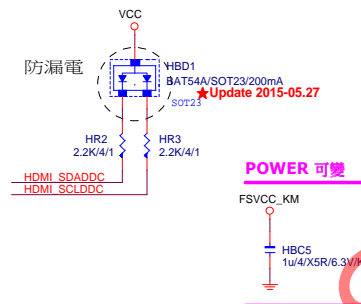 VCC
防漏電
HBD1
BAT54A/SOT23/200mA
★Update 2015-05.27
SOT23
HR2
2.2K/4/1
HR3
2.2K/4/1
HDMI_SDADDC
HDMI_SCLDDC
POWER 可變
FSVCC_KM
HBC5
1u/4/X5R/6.3V/K